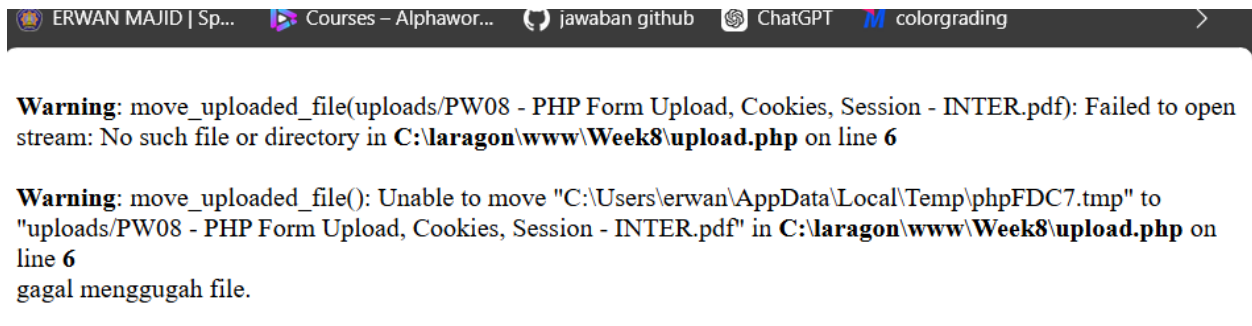 ERWAN MAJID | Sp... Courses – Alphawor... jawaban github ChatGPT colorgrading
Warning: move_uploaded_file(uploads/PW08 - PHP Form Upload, Cookies, Session - INTER.pdf): Failed to open
stream: No such file or directory in C:\laragon\www\Week8\upload.php on line 6
Warning: move_uploaded_file(): Unable to move "C:\Users\erwan\AppData\Local\Temp\phpFDC7.tmp" to
"uploads/PW08 - PHP Form Upload, Cookies, Session - INTER.pdf" in C:\laragon\www\Week8\upload.php on
line 6
gagal menggugah file.